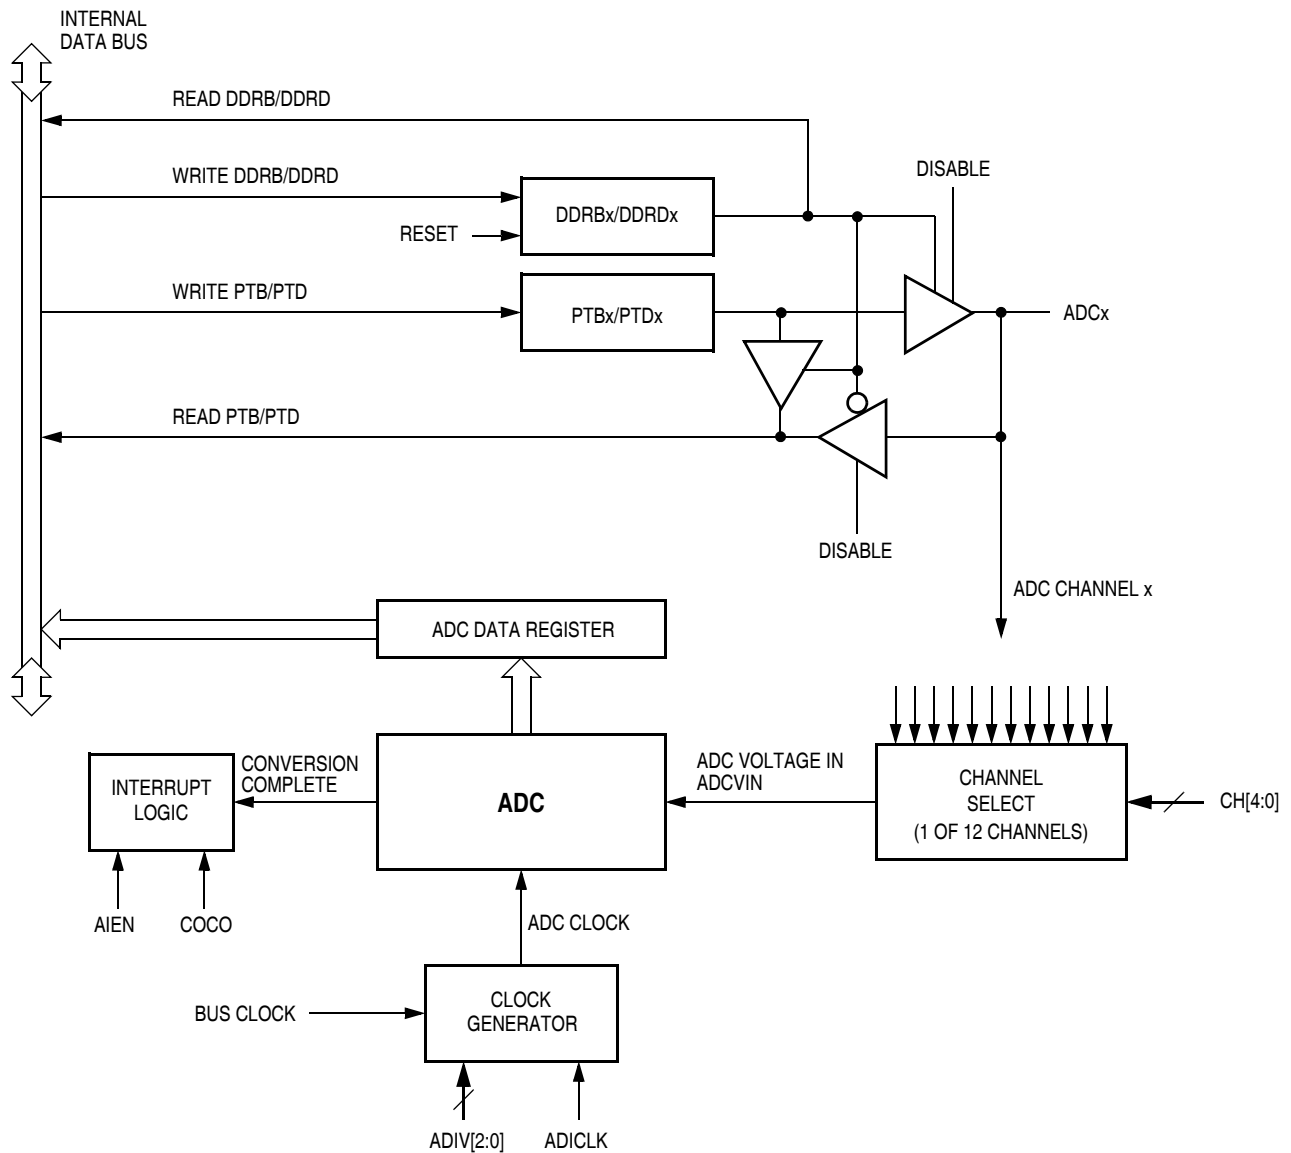 INTERNAL
DATA BUS
READ DDRB/DDRD
WRITE DDRB/DDRD
DISABLE
DDRBx/DDRDx
RESET
WRITE PTB/PTD
PTBx/PTDx
ADCx
READ PTB/PTD
DISABLE
ADC CHANNEL x
ADC DATA REGISTER
INTERRUPT
LOGIC
CONVERSION
COMPLETE
ADC
ADC VOLTAGE IN
ADCVIN
CHANNEL
SELECT
(1 OF 12 CHANNELS)
CH[4:0]
AIEN
COCO
ADC CLOCK
BUS CLOCK
CLOCK
GENERATOR
ADIV[2:0]
ADICLK